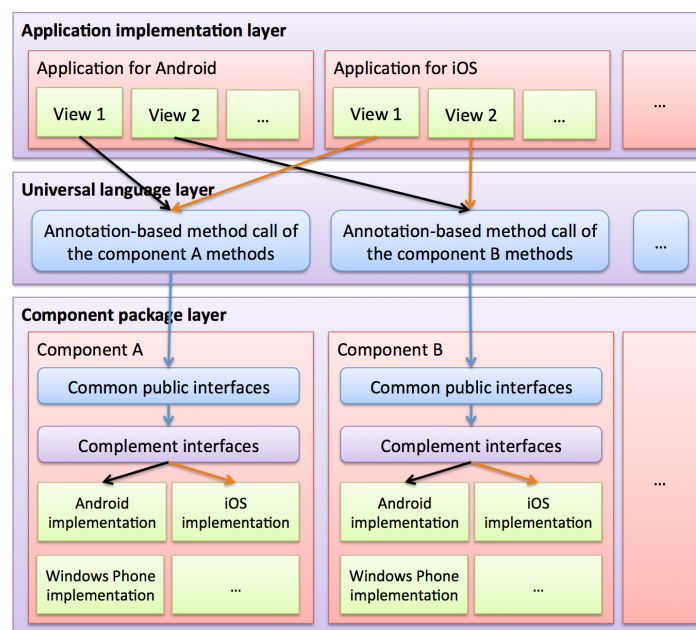 Application implementation layer
Application for Android
Application for iOS
View 1
View 2
...
View 1
View 2
...
...
Universal language layer
Annotation-based method call of
the component A methods
Annotation-based method call of
the component B methods
...
Component package layer
Component A
Common public interfaces
Complement interfaces
Android
implementation
iOS
implementation
Windows Phone
implementation
...
Component B
Common public interfaces
Complement interfaces
Android
implementation
iOS
implementation
Windows Phone
implementation
...
...